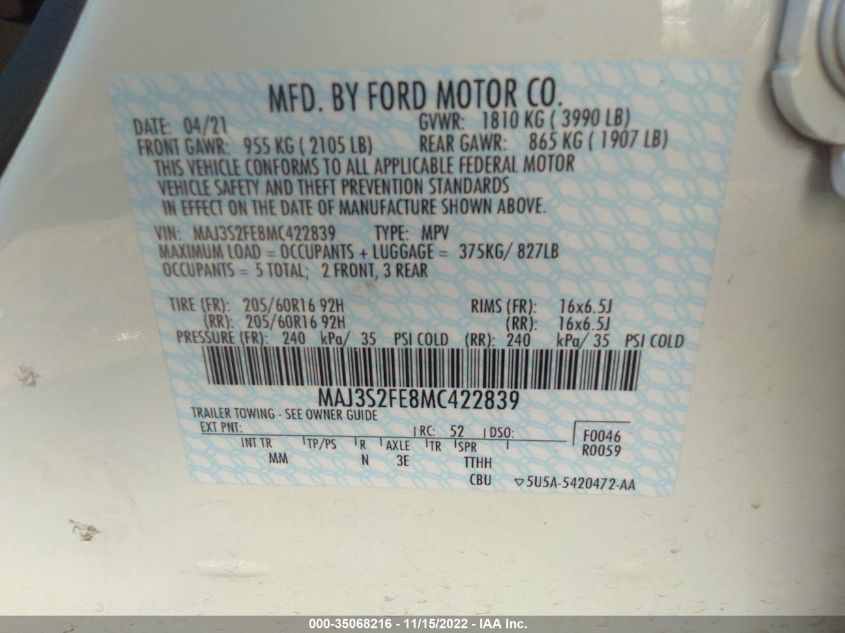 MFD. BY FORD MOTOR CO.
DATE: 04/21 GVWR: 1810 KG ( 3990 LB)
FRONT GAWR: 955 KG ( 2105 LB) REAR GAWR: 865 KG ( 1907 LB)
THIS VEHICLE CONFORMS TO ALL APPLICABLE FEDERAL MOTOR
VEHICLE SAFETY AND THEFT PREVENTION STANDARDS
IN EFFECT ON THE DATE OF MANUFACTURE SHOWN ABOVE.
VIN: MAJ3S2FE8MC422839 TYPE: MPV
MAXIMUM LOAD = OCCUPANTS + LUGGAGE = 375KG/ 827LB
OCCUPANTS = 5 TOTAL; 2 FRONT, 3 REAR
TIRE (FR): 205/60R16 92H RIMS (FR): 16x6.5J
(RR): 205/60R16 92H (RR): 16x6.5J
PRESSURE (FR): 240 kPa/ 35 PSI COLD (RR): 240 kPa/ 35 PSI COLD
MAJ3S2FE8MC422839
TRAILER TOWING - SEE OWNER GUIDE
EXT PNT: RC: 52 DSO: F0046
INT TR TP/PS R AXLE TR SPR R0059
MM N 3E TTHH
CBU ▽5U5A-5420472-AA
000-35068216 - 11/15/2022 - IAA Inc.